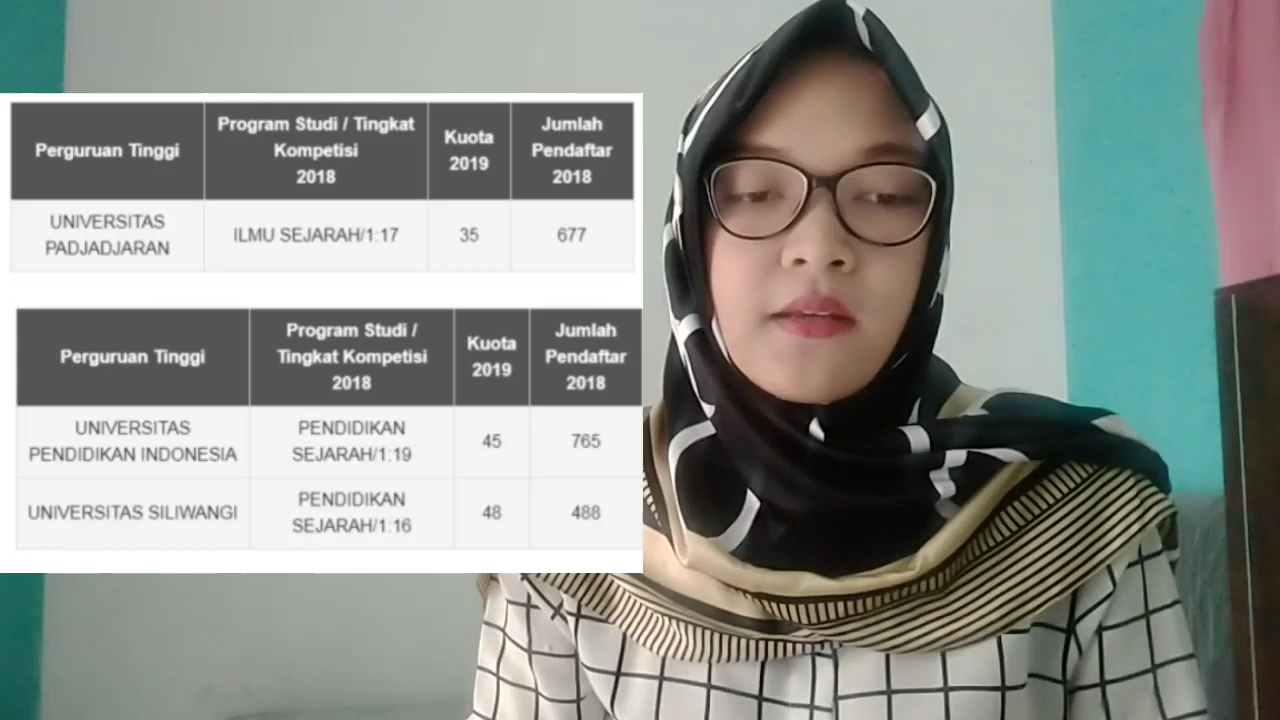 Perguruan Tinggi
Program Studi / Tingkat
Kompetisi
2018
Kuota
2019
Jumlah
Pendaftar
2018
UNIVERSITAS
PADJADJARAN
ILMU SEJARAH/1:17
35
677
Perguruan Tinggi
Program Studi /
Tingkat Kompetisi
2018
Kuota
2019
Jumlah
Pendaftar
2018
UNIVERSITAS
PENDIDIKAN INDONESIA
PENDIDIKAN
SEJARAH/1:19
45
765
UNIVERSITAS SILIWANGI
PENDIDIKAN
SEJARAH/1:16
48
488